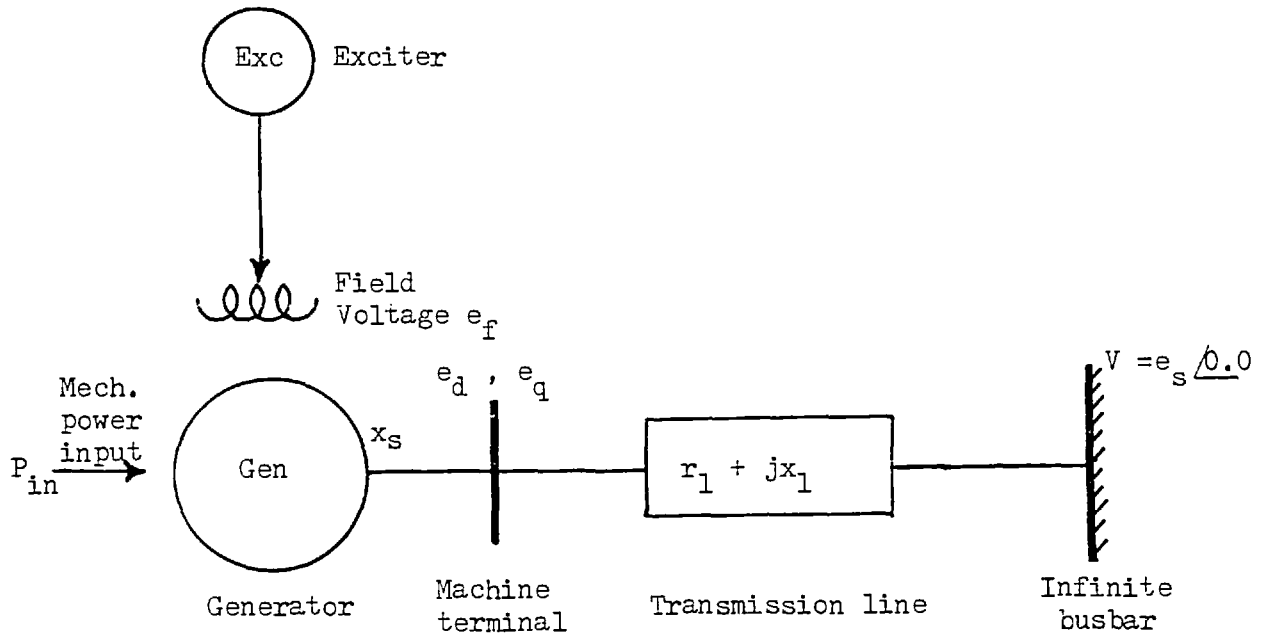 Exc Exciter
Field
Voltage e_f
e_d , e_q
V = e_s /0.0
Mech.
power
input
P_in
Gen
x_s
r_l + jx_l
Generator
Machine
terminal
Transmission line
Infinite
busbar